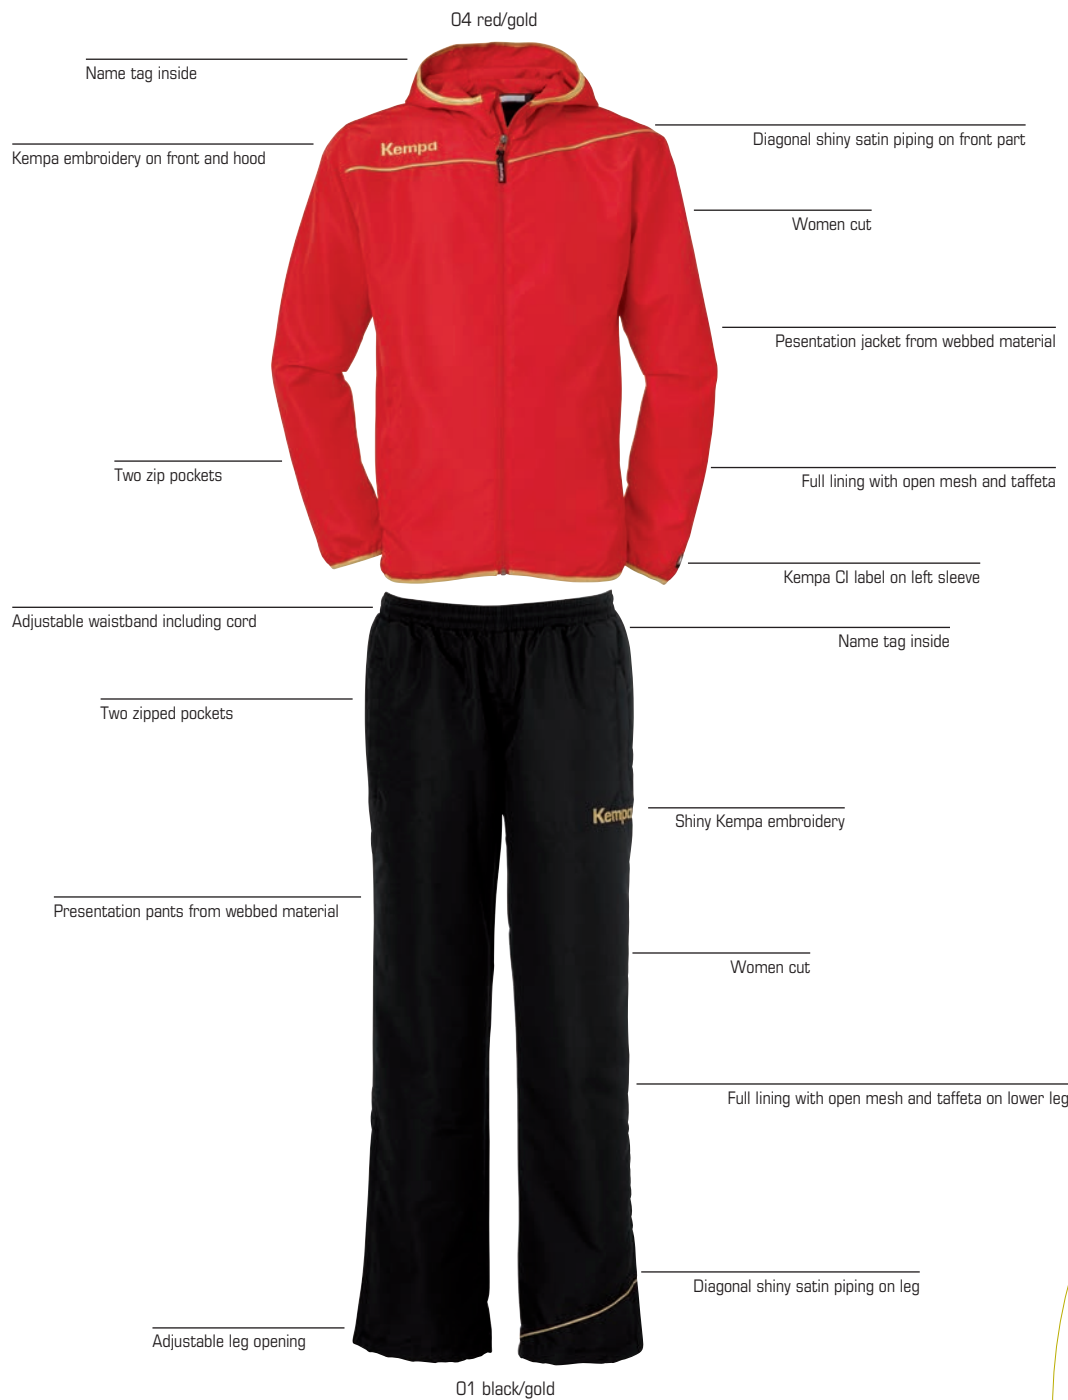 04 red/gold
Name tag inside
Kempa embroidery on front and hood
Kempa
Diagonal shiny satin piping on front part
Women cut
Pesentation jacket from webbed material
Two zip pockets
Full lining with open mesh and taffeta
Kempa CI label on left sleeve
Adjustable waistband including cord
Name tag inside
Two zipped pockets
Kempa
Shiny Kempa embroidery
Presentation pants from webbed material
Women cut
Full lining with open mesh and taffeta on lower leg
Diagonal shiny satin piping on leg
Adjustable leg opening
01 black/gold